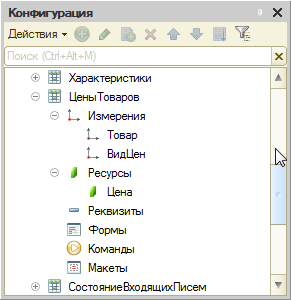 Конфигурация
Действия
Поиск (Ctrl+Alt+M)
Характеристики
ЦеныТоваров
Измерения
Товар
ВидЦен
Ресурсы
Цена
Реквизиты
Формы
Команды
Макеты
СостояниеВходящихПисем